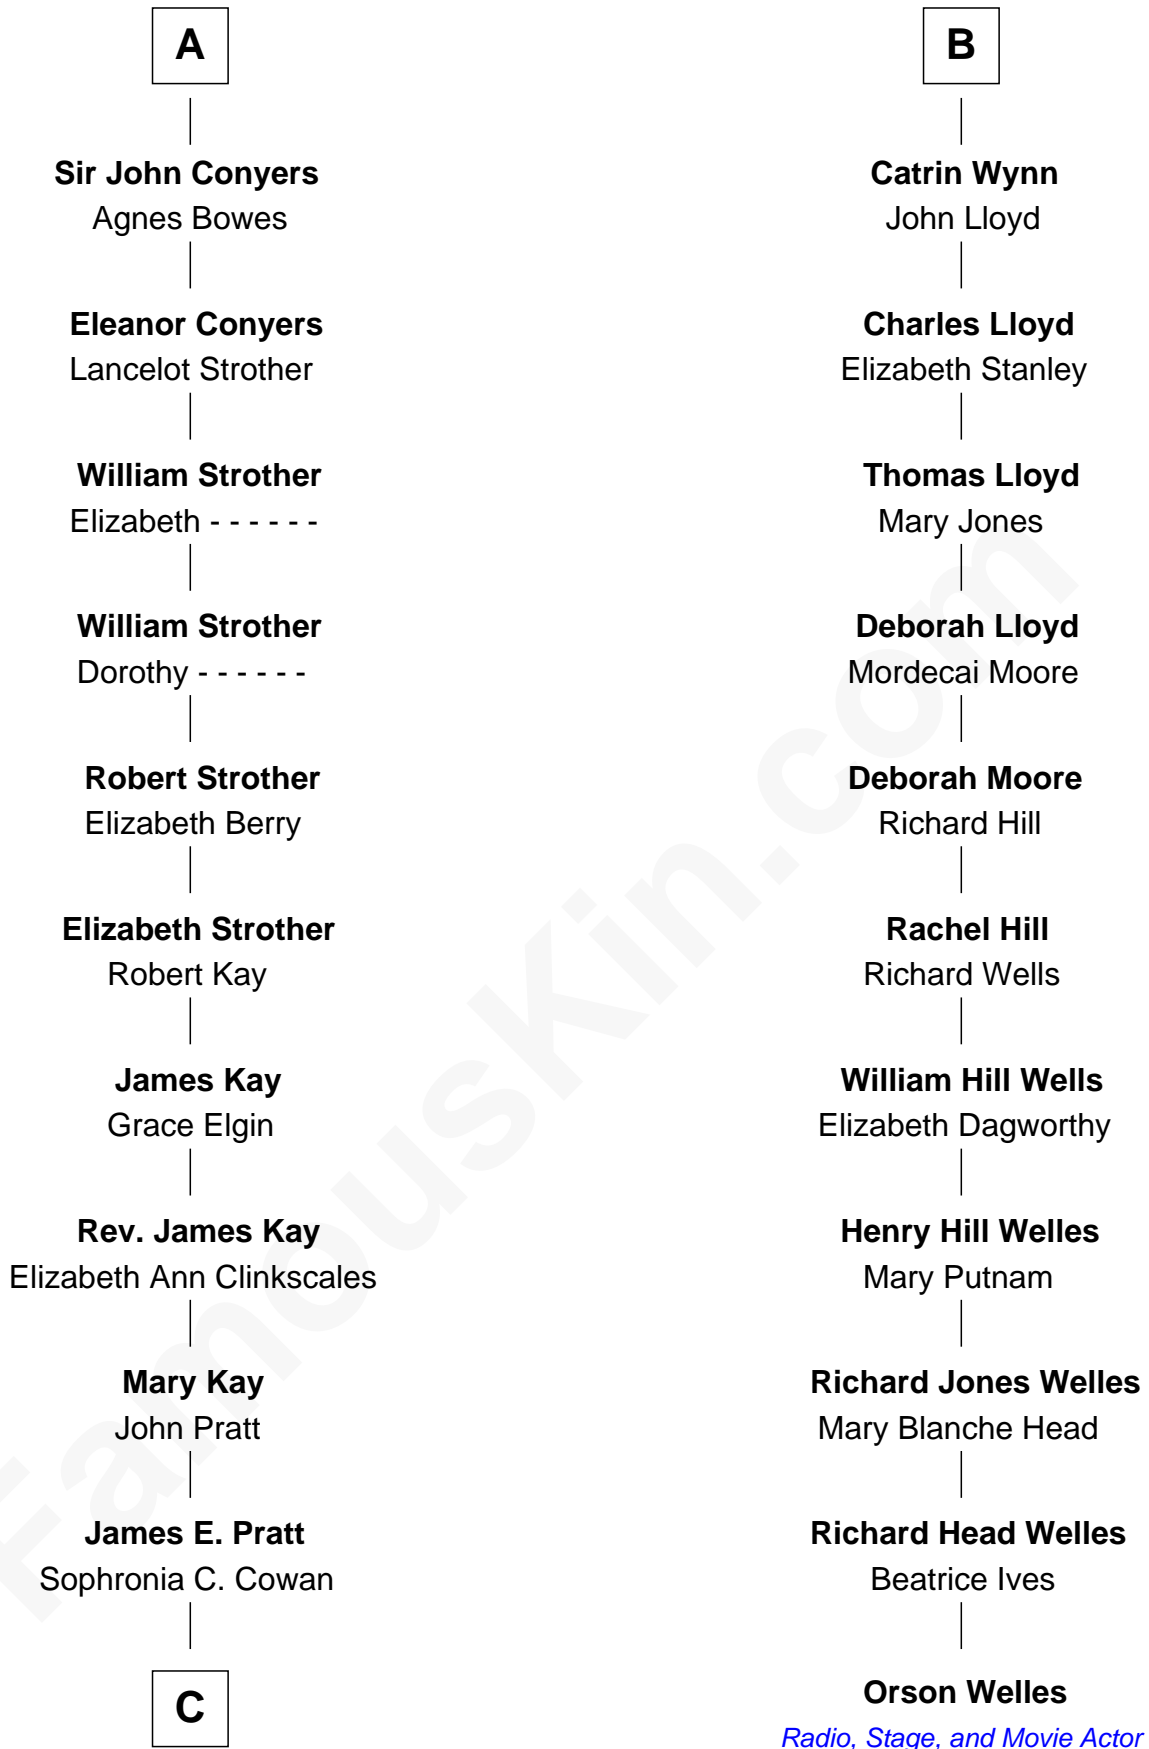 A
Sir John Conyers
Agnes Bowes
Eleanor Conyers
Lancelot Strother
William Strother
Elizabeth - - - - - -
William Strother
Dorothy - - - - - -
Robert Strother
Elizabeth Berry
Elizabeth Strother
Robert Kay
James Kay
Grace Elgin
Rev. James Kay
Elizabeth Ann Clinkscales
Mary Kay
John Pratt
James E. Pratt
Sophronia C. Cowan
C
B
Catrin Wynn
John Lloyd
Charles Lloyd
Elizabeth Stanley
Thomas Lloyd
Mary Jones
Deborah Lloyd
Mordecai Moore
Deborah Moore
Richard Hill
Rachel Hill
Richard Wells
William Hill Wells
Elizabeth Dagworthy
Henry Hill Welles
Mary Putnam
Richard Jones Welles
Mary Blanche Head
Richard Head Welles
Beatrice Ives
Orson Welles
Radio, Stage, and Movie Actor
FamousKin.com